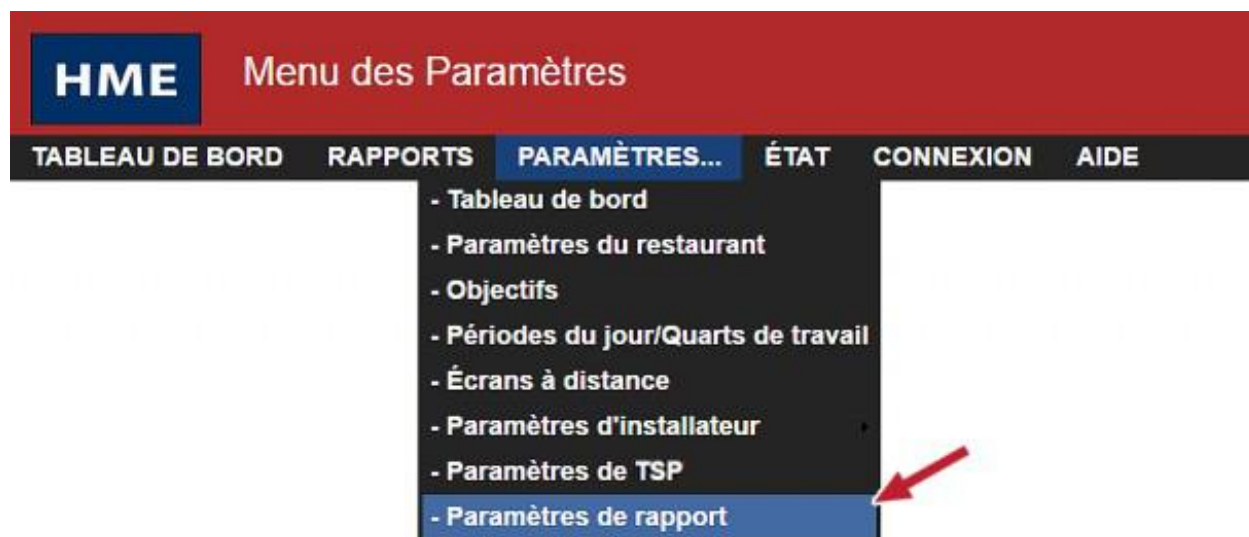 HME Menu des Paramètres
TABLEAU DE BORD RAPPORTS PARAMÈTRES... ÉTAT CONNEXION AIDE
- Tableau de bord
- Paramètres du restaurant
- Objectifs
- Périodes du jour/Quarts de travail
- Écrans à distance
- Paramètres d'installateur
- Paramètres de TSP
- Paramètres de rapport